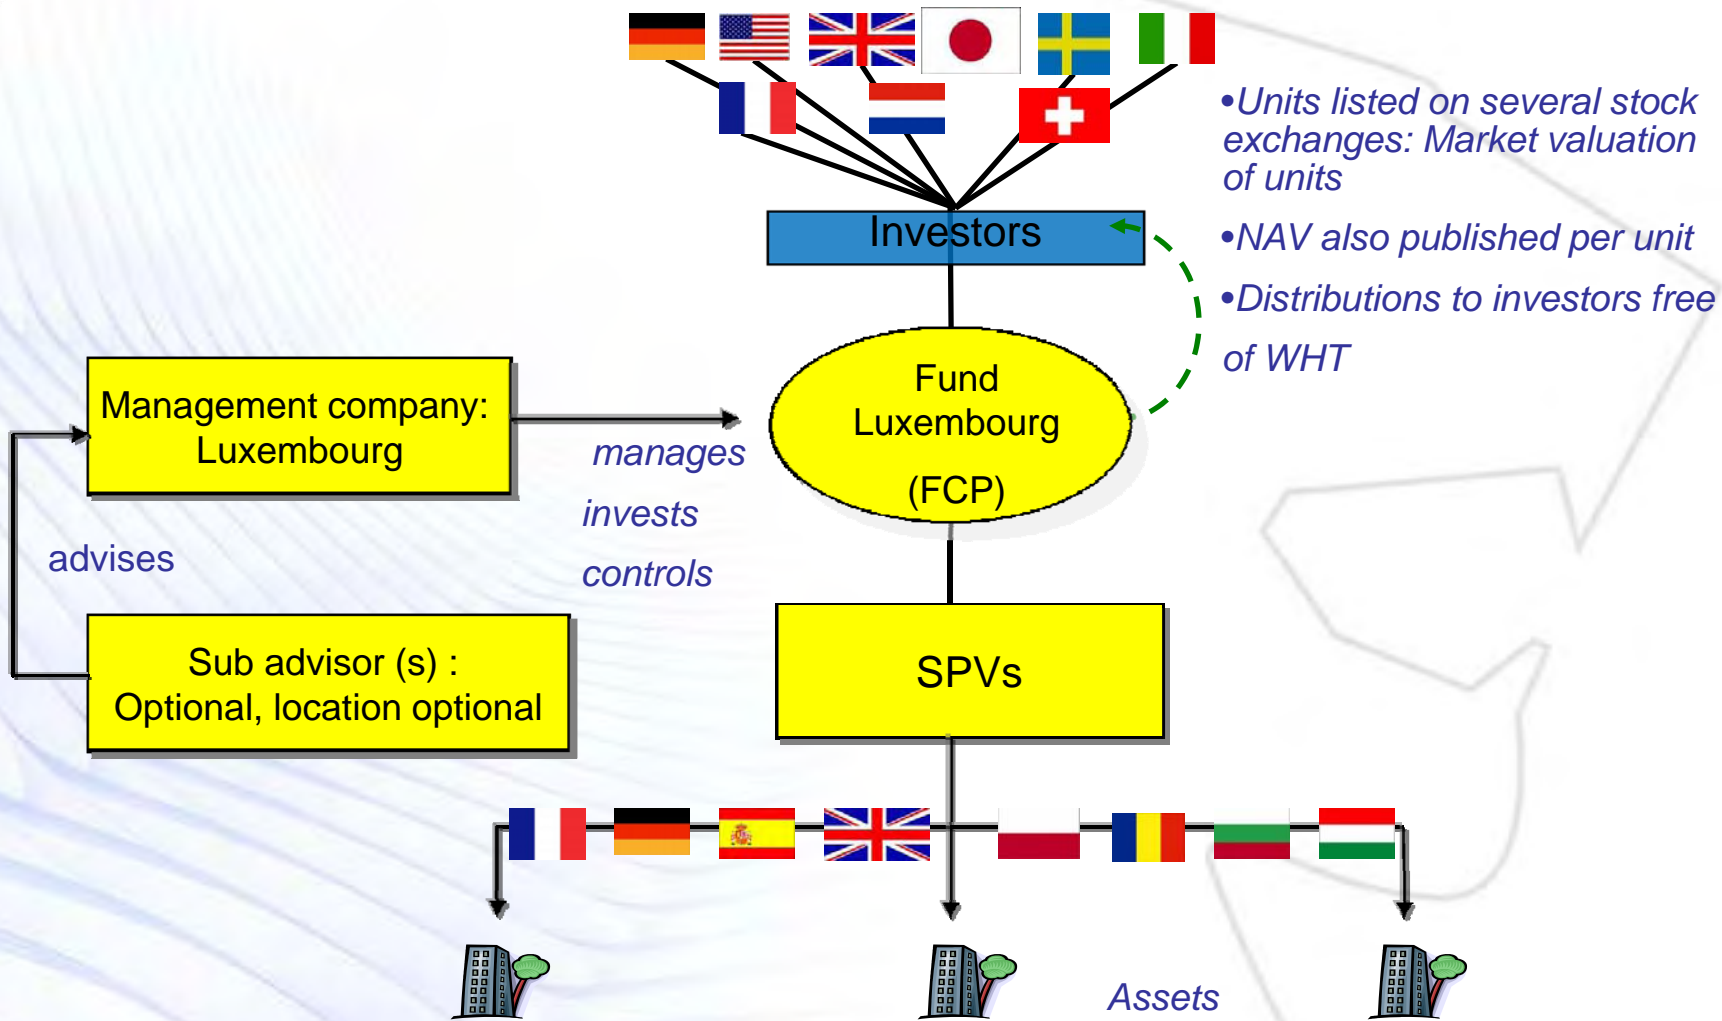 •Units listed on several stock
exchanges: Market valuation
of units
•NAV also published per unit
•Distributions to investors free
of WHT
Investors
Fund
Luxembourg
(FCP)
Management company:
Luxembourg
manages
invests
controls
advises
Sub advisor (s) :
Optional, location optional
SPVs
Assets